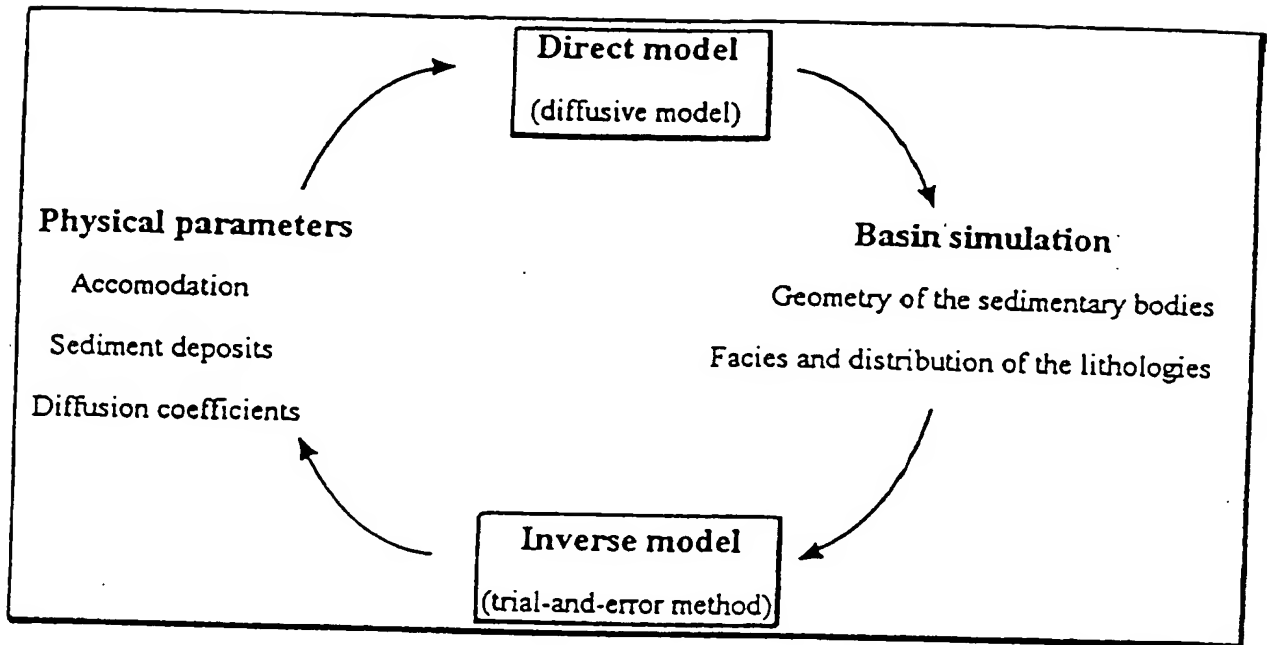 Direct model
(diffusive model)
Physical parameters
Accomodation
Sediment deposits
Diffusion coefficients
Basin simulation
Geometry of the sedimentary bodies
Facies and distribution of the lithologies
Inverse model
(trial-and-error method)